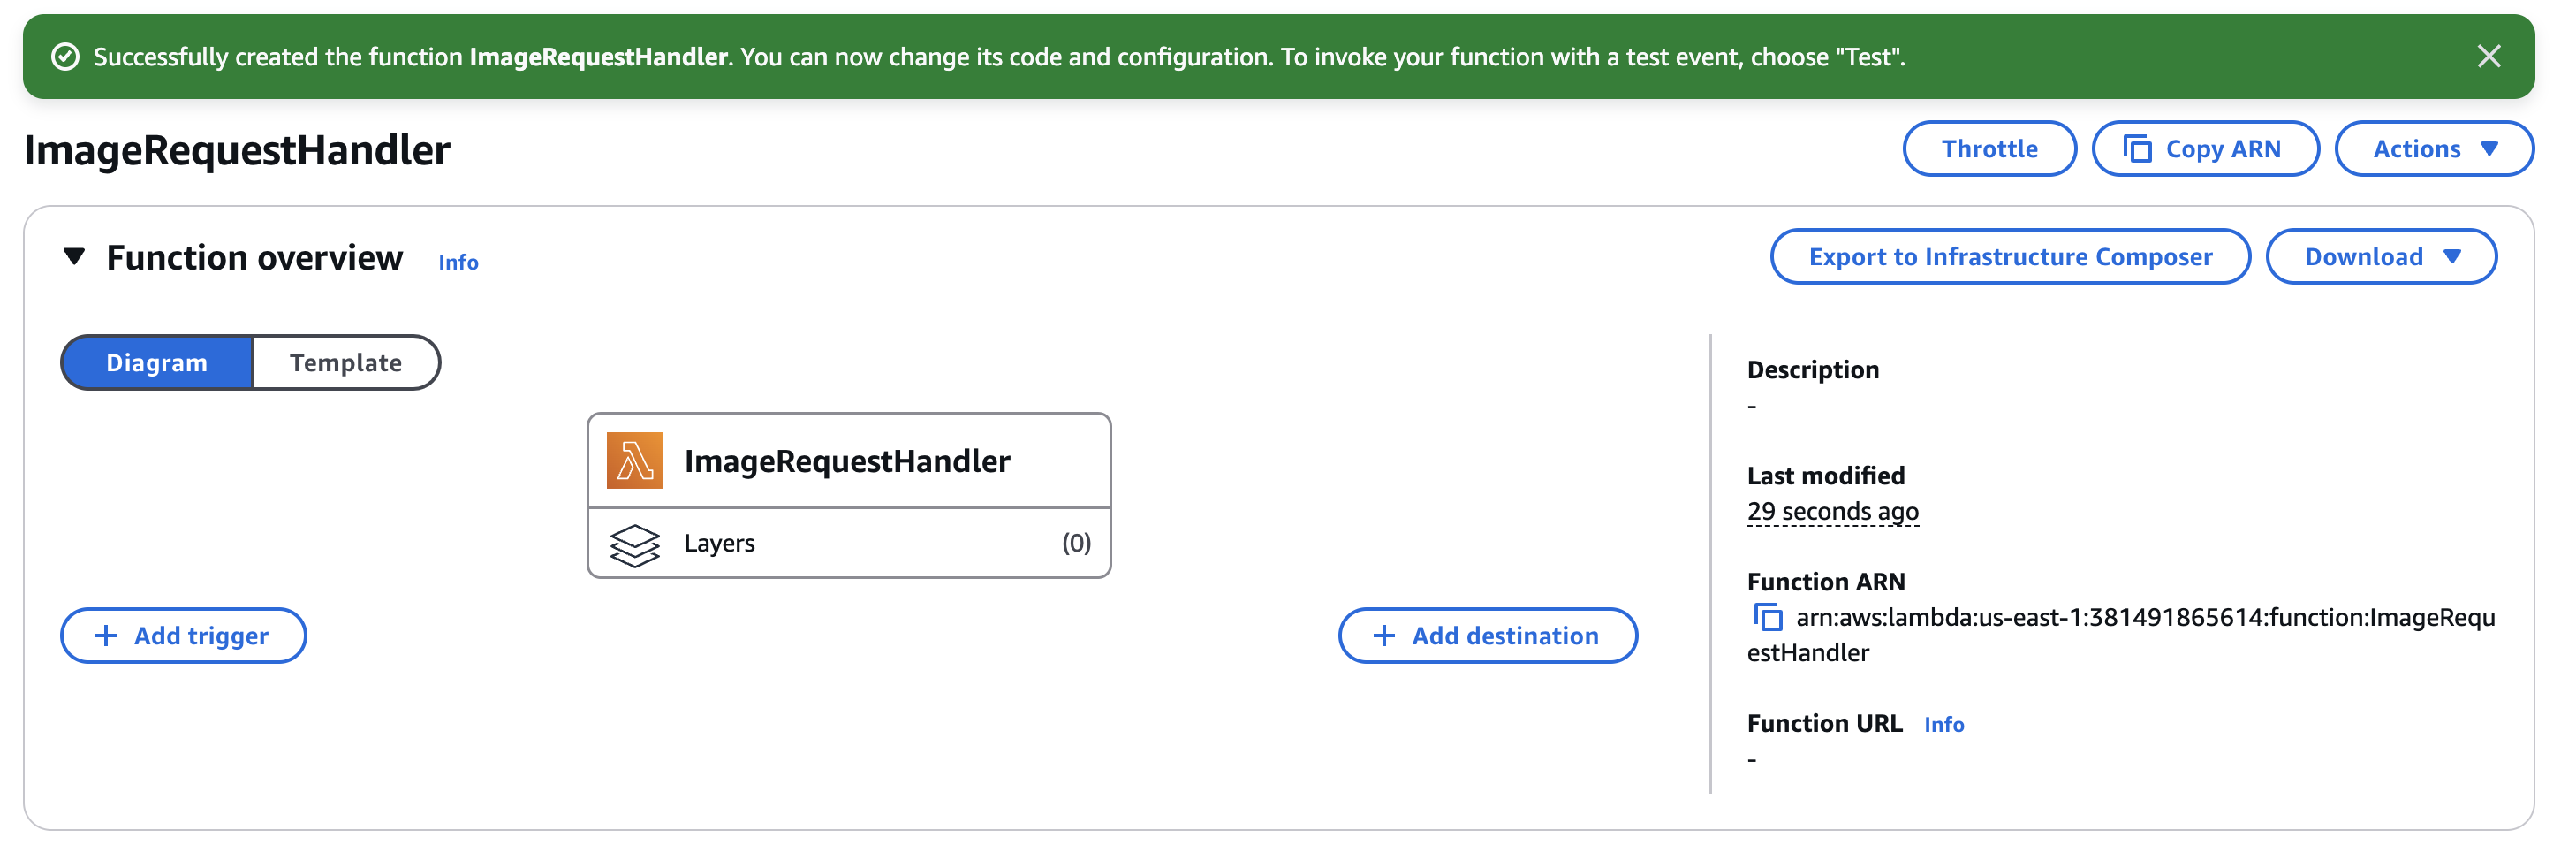 Successfully created the function ImageRequestHandler. You can now change its code and configuration. To invoke your function with a test event, choose "Test".
ImageRequestHandler
Throttle
Copy ARN
Actions
Function overview
Info
Export to Infrastructure Composer
Download
Diagram
Template
ImageRequestHandler
Layers
(0)
+ Add trigger
+ Add destination
Description
-
Last modified
29 seconds ago
Function ARN
arn:aws:lambda:us-east-1:381491865614:function:ImageRequ
estHandler
Function URL
Info
-